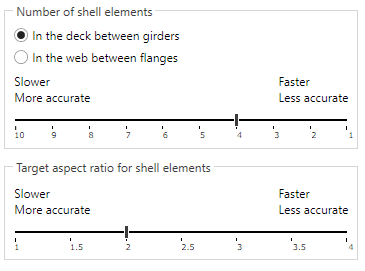 Number of shell elements
In the deck between girders
In the web between flanges
Slower Faster
More accurate Less accurate
10 9 8 7 6 5 4 3 2 1
Target aspect ratio for shell elements
Slower Faster
More accurate Less accurate
1 1.5 2 2.5 3 3.5 4